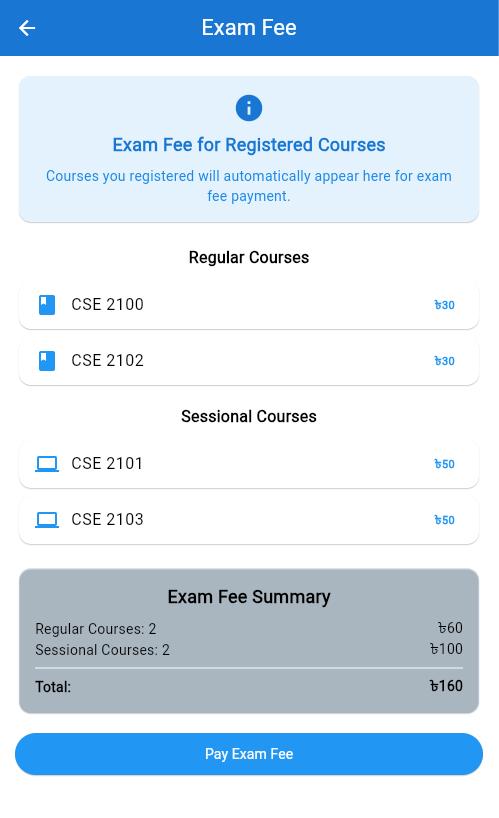 Exam Fee
Exam Fee for Registered Courses
Courses you registered will automatically appear here for exam
fee payment.
Regular Courses
CSE 2100 ৳30
CSE 2102 ৳30
Sessional Courses
CSE 2101 ৳50
CSE 2103 ৳50
Exam Fee Summary
Regular Courses: 2 ৳60
Sessional Courses: 2 ৳100
Total: ৳160
Pay Exam Fee